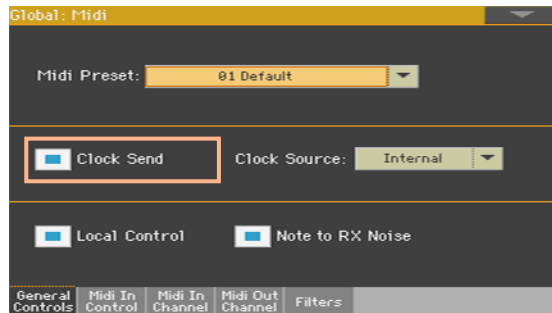 Global: Midi
Midi Preset: 01 Default
Clock Send Clock Source: Internal
Local Control Note to RX Noise
General Controls Midi In Control Midi In Channel Midi Out Channel Filters